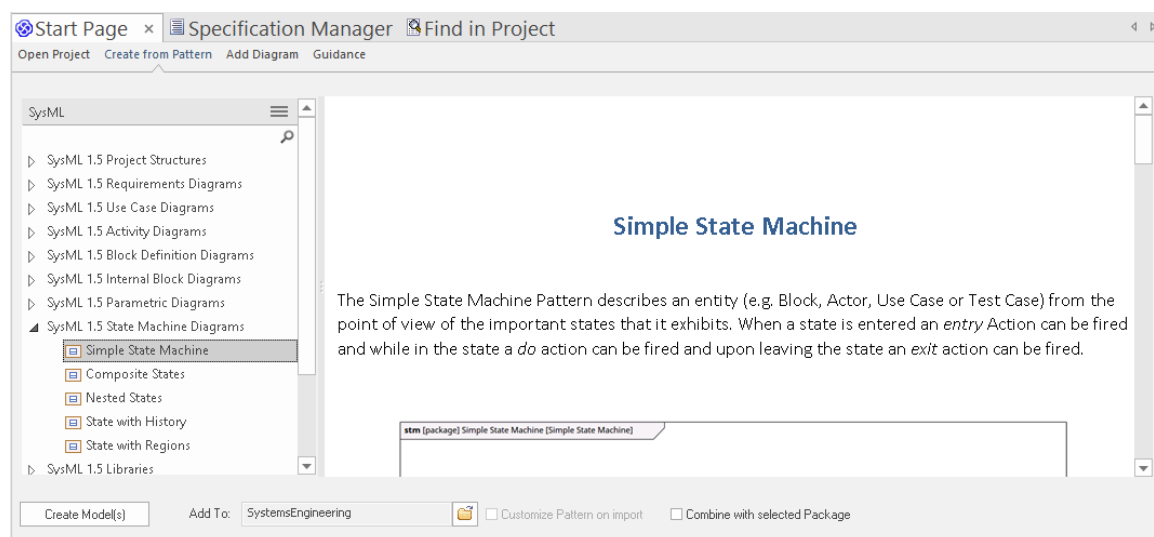 Start Page × Specification Manager Find in Project
Open Project Create from Pattern Add Diagram Guidance
SysML
SysML 1.5 Project Structures
SysML 1.5 Requirements Diagrams
SysML 1.5 Use Case Diagrams
SysML 1.5 Activity Diagrams
SysML 1.5 Block Definition Diagrams
SysML 1.5 Internal Block Diagrams
SysML 1.5 Parametric Diagrams
SysML 1.5 State Machine Diagrams
Simple State Machine
Composite States
Nested States
State with History
State with Regions
SysML 1.5 Libraries
Simple State Machine
The Simple State Machine Pattern describes an entity (e.g. Block, Actor, Use Case or Test Case) from the
point of view of the important states that it exhibits. When a state is entered an entry Action can be fired
and while in the state a do action can be fired and upon leaving the state an exit action can be fired.
stm [package] Simple State Machine [Simple State Machine]
Create Model(s) Add To: SystemsEngineering Customize Pattern on import Combine with selected Package